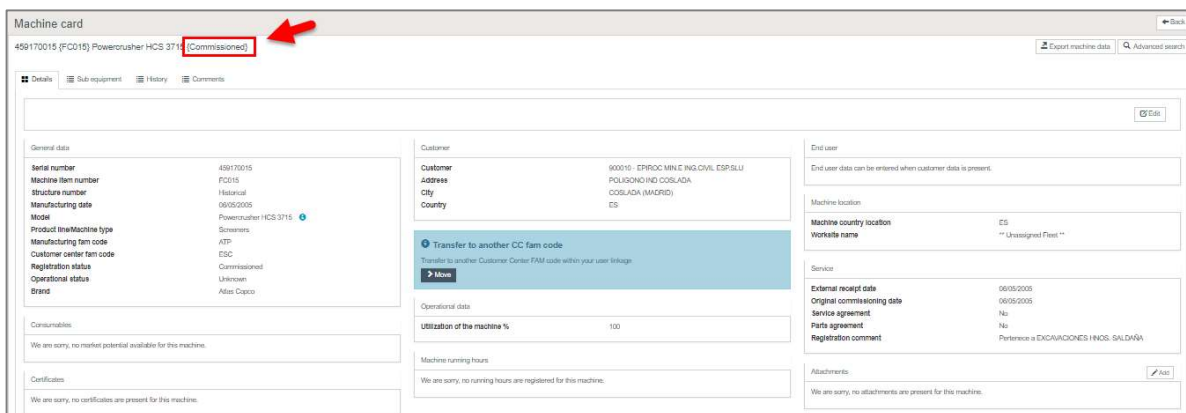 Machine card
Back
459170015 {FC015} Powercrusher HCS 3715 {Commissioned}
Export machine data
Advanced search
Details
Sub equipment
History
Comments
Edit
General data
Serial number 459170015
Machine item number FC015
Structure number Historical
Manufacturing date 06/05/2005
Model Powercrusher HCS 3715
Product line/Machine type Screeners
Manufacturing fam code ATP
Customer center fam code ESC
Registration status Commissioned
Operational status Unknown
Brand Atlas Copco
Consumables
We are sorry, no market potential available for this machine.
Certificates
We are sorry, no certificates are present for this machine.
Customer
Customer 900010 - EPIROC MIN.E ING.CIVIL ESP.SLU
Address POLIGONO IND COSLADA
City COSLADA (MADRID)
Country ES
Transfer to another CC fam code
Transfer to another Customer Center FAM code within your user linkage
Move
Operational data
Utilization of the machine % 100
Machine running hours
We are sorry, no running hours are registered for this machine.
End user
End user data can be entered when customer data is present.
Machine location
Machine country location ES
Worksite name ** Unassigned Fleet **
Service
External receipt date 06/05/2005
Original commissioning date 06/05/2005
Service agreement No
Parts agreement No
Registration comment Pertenece a EXCAVACIONES HNOS. SALDAÑA
Attachments
Add
We are sorry, no attachments are present for this machine.